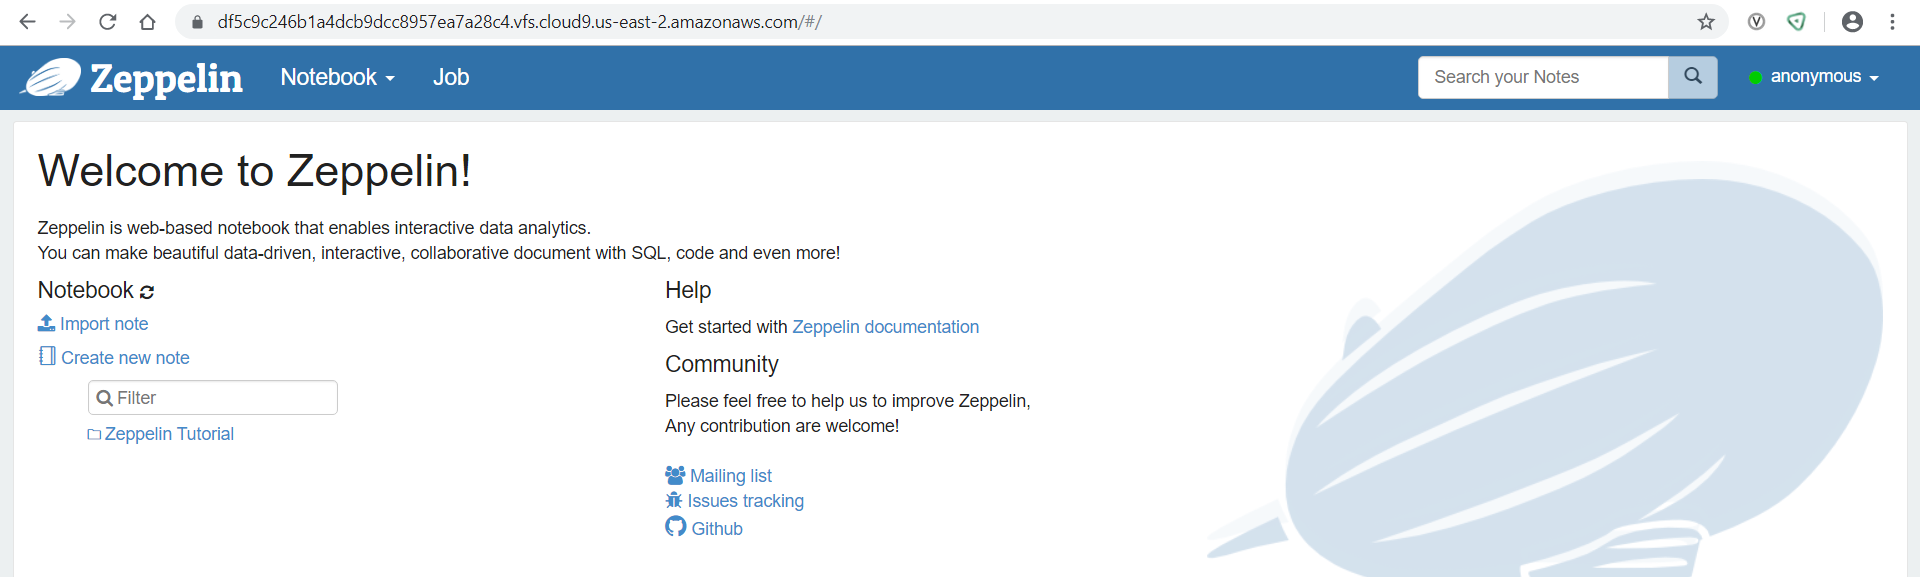 df5c9c246b1a4dcb9dcc8957ea7a28c4.vfs.cloud9.us-east-2.amazonaws.com/#/
Zeppelin Notebook Job Search your Notes anonymous
Welcome to Zeppelin!
Zeppelin is web-based notebook that enables interactive data analytics.
You can make beautiful data-driven, interactive, collaborative document with SQL, code and even more!
Notebook
Import note
Create new note
Filter
Zeppelin Tutorial
Help
Get started with Zeppelin documentation
Community
Please feel free to help us to improve Zeppelin,
Any contribution are welcome!
Mailing list
Issues tracking
Github